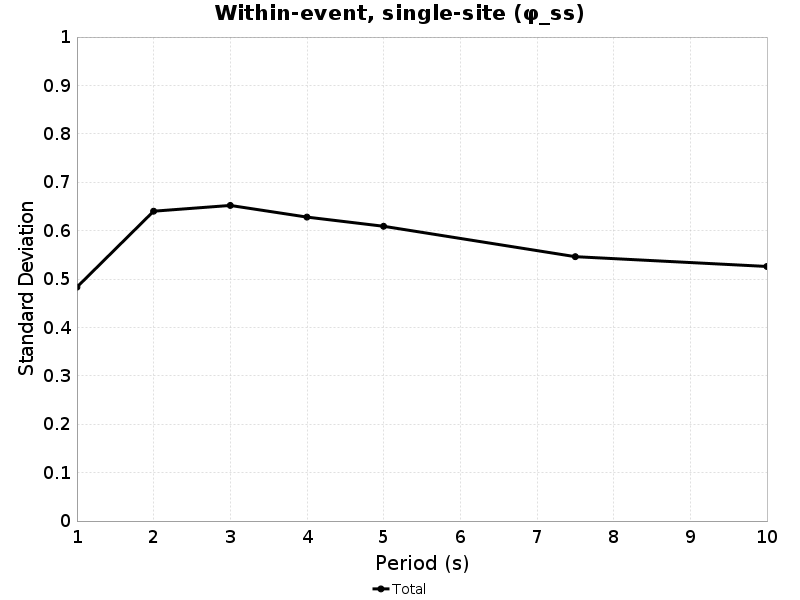 Within-event, single-site (φ_ss)
1
0.9
0.8
0.7
0.6
0.5
0.4
0.3
0.2
0.1
0
Standard Deviation
1 2 3 4 5 6 7 8 9 10
Period (s)
Total